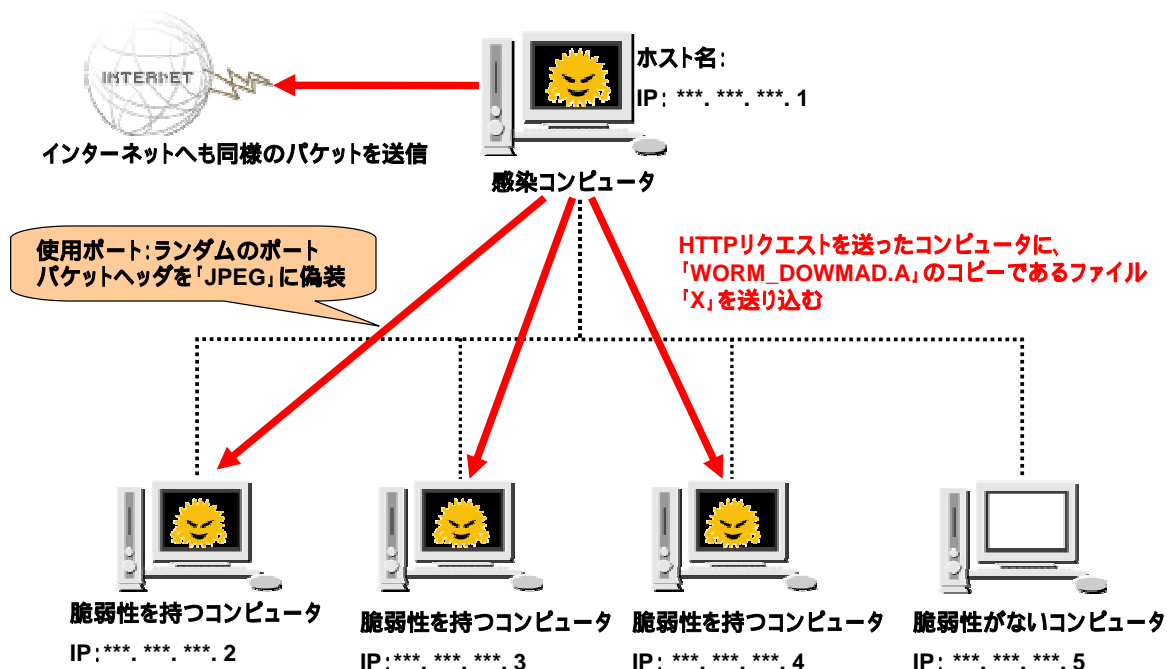 INTERNET
ホスト名:
IP: ***. ***. ***. 1
インターネットへも同様のパケットを送信
感染コンピュータ
使用ポート:ランダムのポート
パケットヘッダを「JPEG」に偽装
HTTPリクエストを送ったコンピュータに、
「WORM_DOWMAD.A」のコピーであるファイル
「X」を送り込む
脆弱性を持つコンピュータ
IP:***. ***. ***. 2
脆弱性を持つコンピュータ
IP:***. ***. ***. 3
脆弱性を持つコンピュータ
IP: ***. ***. ***. 4
脆弱性がないコンピュータ
IP: ***. ***. ***. 5